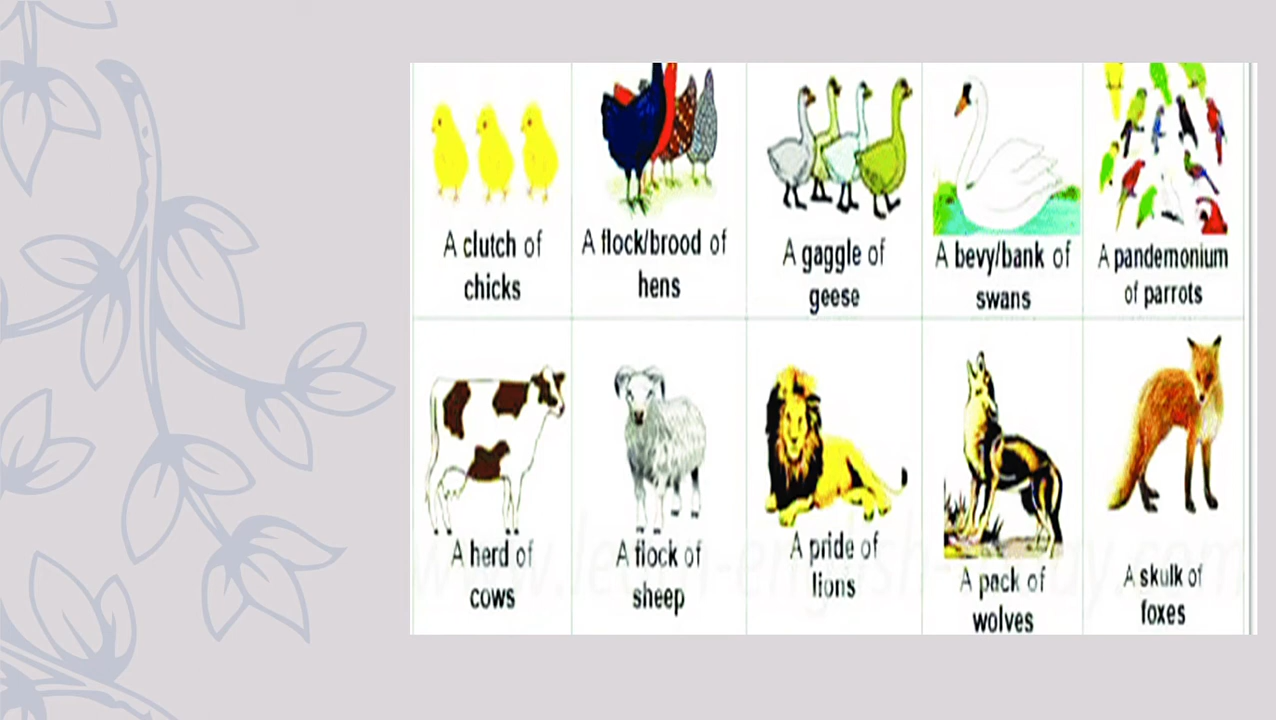 A clutch of
chicks
A flock/brood of
hens
A gaggle of
geese
A bevy/bank of
swans
A pandemonium
of parrots
A herd of
cows
A flock of
sheep
A pride of
lions
A pack of
wolves
A skulk of
foxes